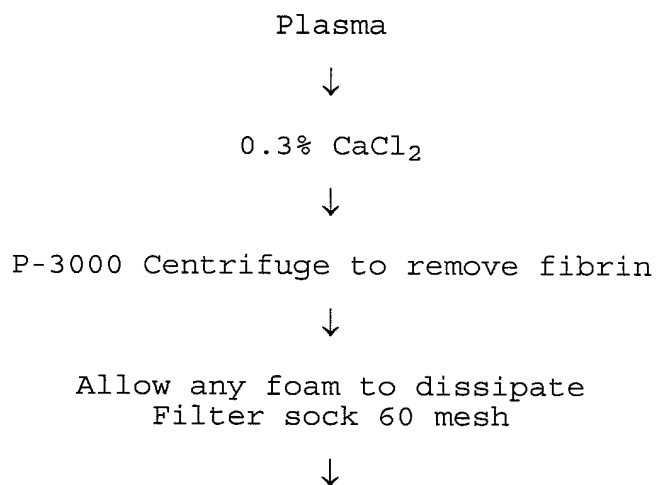 Plasma
↓
0.3% CaCl₂
↓
P-3000 Centrifuge to remove fibrin
↓
Allow any foam to dissipate
Filter sock 60 mesh
↓